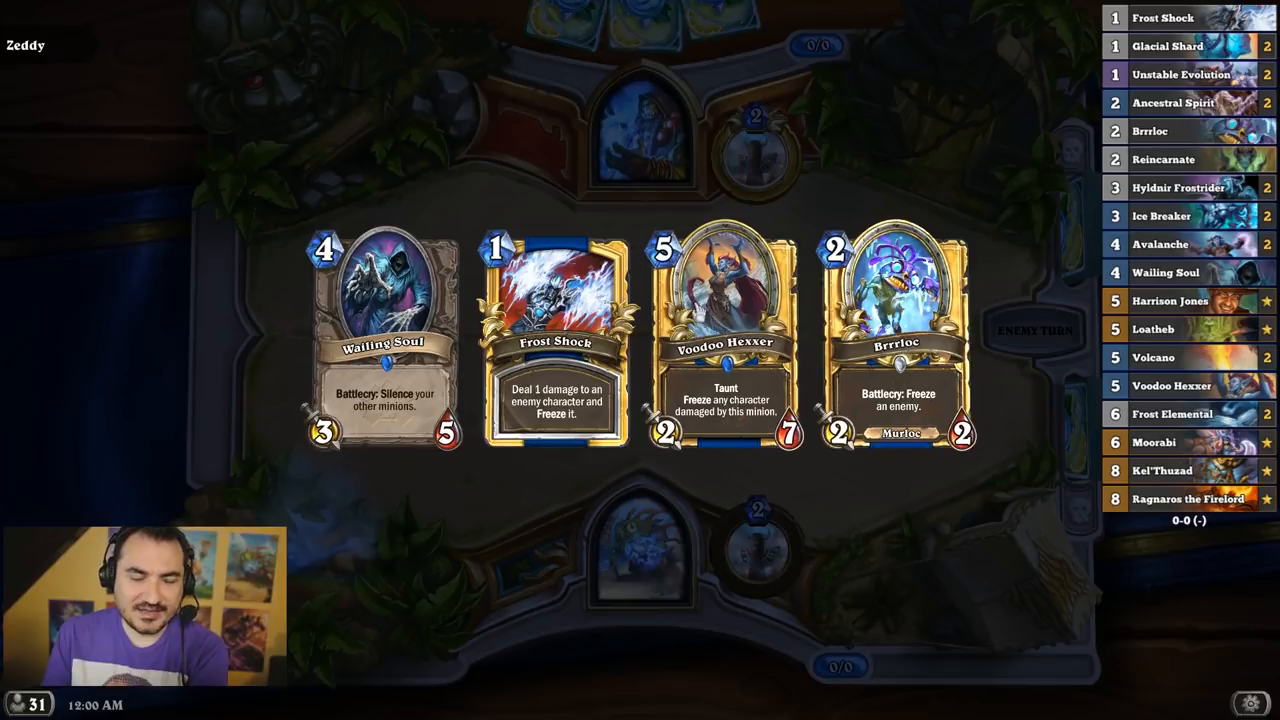 Zeddy
0/0
2
ENEMY TURN
4
Wailing Soul
Battlecry: Silence your
other minions.
3
5
1
Frost Shock
Deal 1 damage to an
enemy character and
Freeze it.
5
Voodoo Hexxer
Taunt
Freeze any character
damaged by this minion.
2
7
2
Brrrloc
Battlecry: Freeze
an enemy.
2
Murloc
2
2
0/0
31
12:00 AM
1 Frost Shock
1 Glacial Shard 2
1 Unstable Evolution 2
2 Ancestral Spirit 2
2 Brrrloc 2
2 Reincarnate
3 Hyldnir Frostrider 2
3 Ice Breaker 2
4 Avalanche 2
4 Wailing Soul
5 Harrison Jones
5 Loatheb
5 Volcano 2
5 Voodoo Hexxer
6 Frost Elemental 2
6 Moorabi
8 Kel'Thuzad
8 Ragnaros the Firelord
0-0 (-)